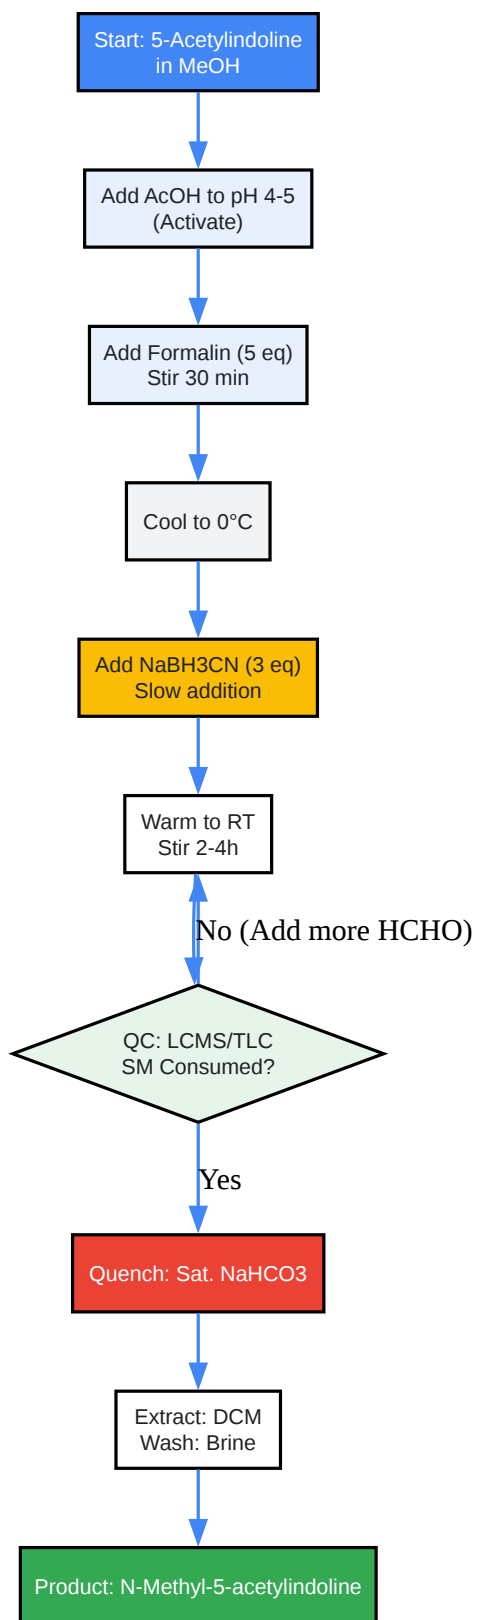 Start: 5-Acetylindoline
in MeOH
Add AcOH to pH 4-5
(Activate)
Add Formalin (5 eq)
Stir 30 min
Cool to 0°C
Add NaBH3CN (3 eq)
Slow addition
Warm to RT
Stir 2-4h
No (Add more HCHO)
QC: LCMS/TLC
SM Consumed?
Yes
Quench: Sat. NaHCO3
Extract: DCM
Wash: Brine
Product: N-Methyl-5-acetylindoline